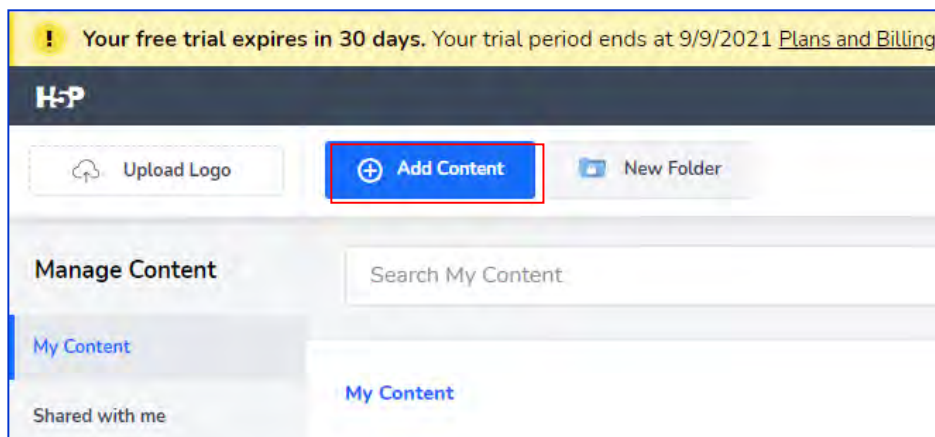 ! Your free trial expires in 30 days. Your trial period ends at 9/9/2021 Plans and Billing
H5P
Upload Logo Add Content New Folder
Manage Content Search My Content
My Content
My Content
Shared with me